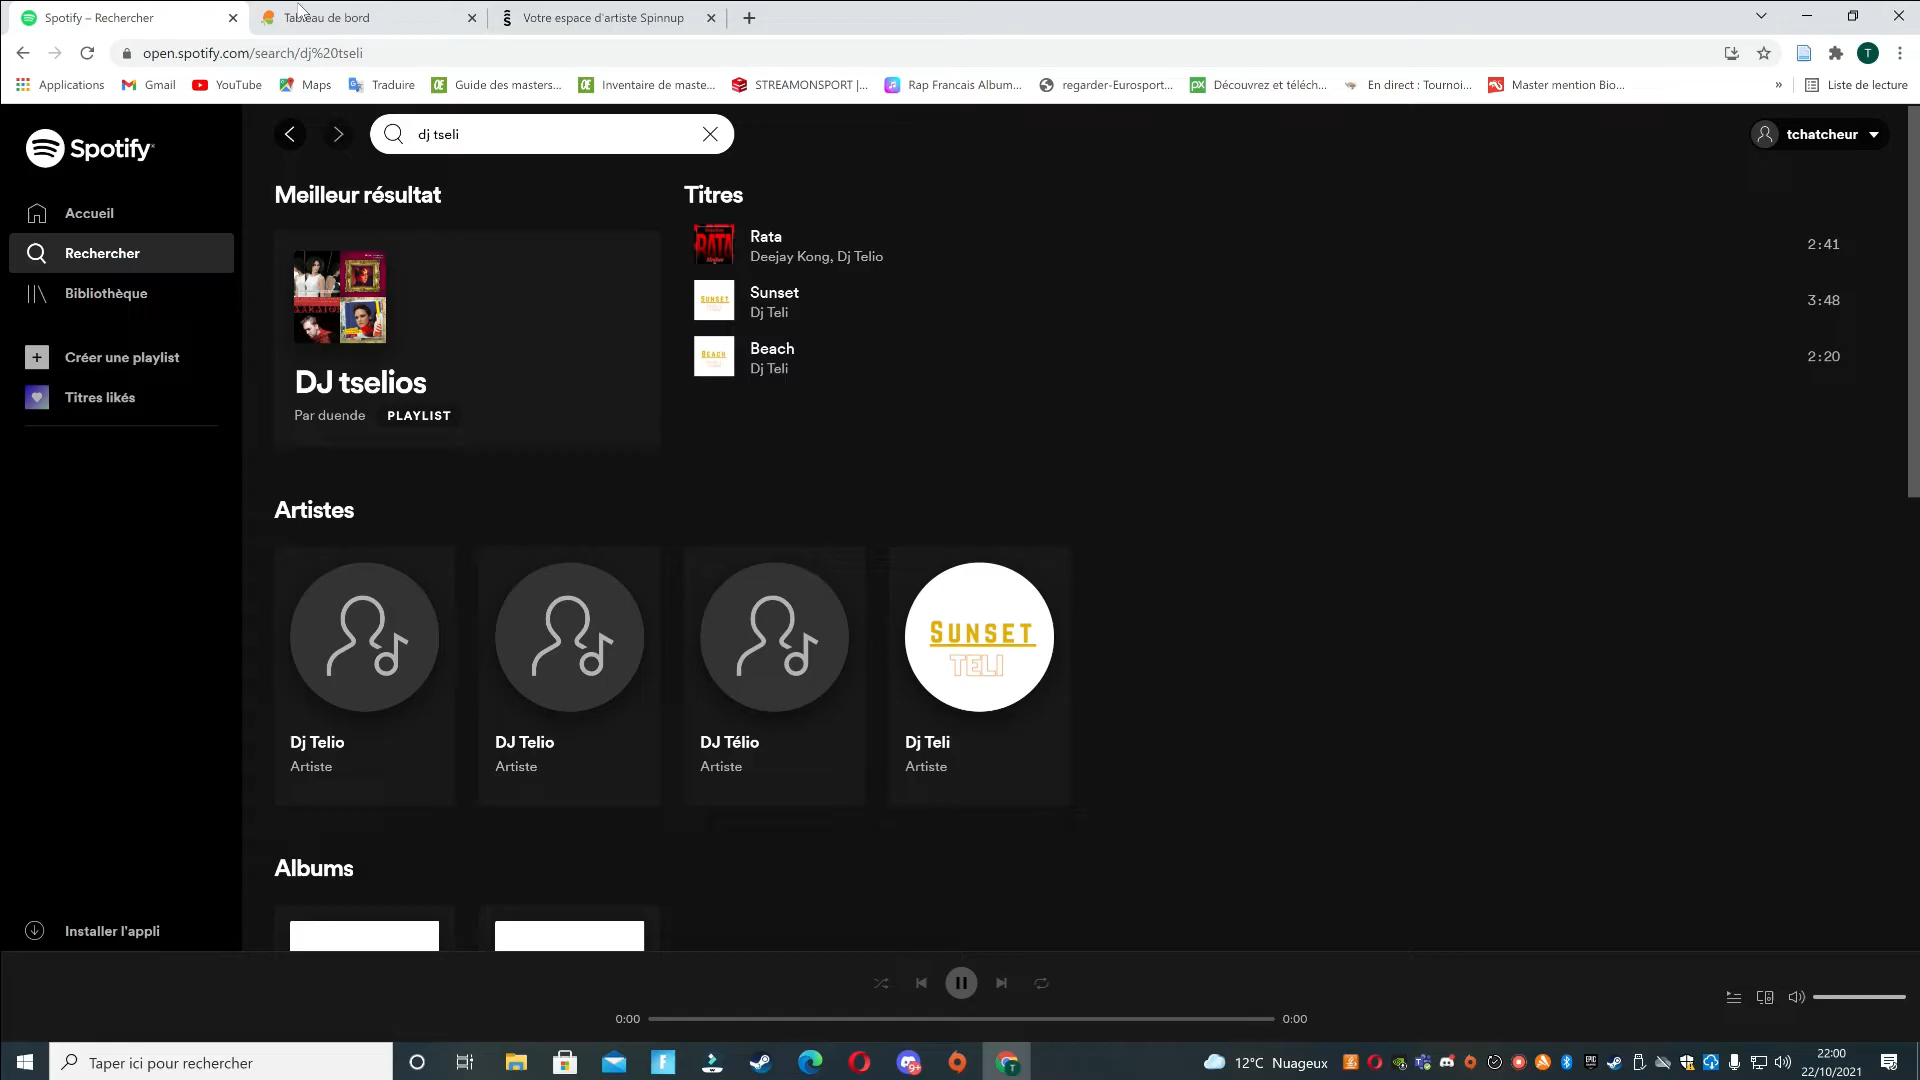 Spotify – Rechercher
Tableau de bord
Votre espace d'artiste Spinnup
open.spotify.com/search/dj%20tseli
T
Applications
Gmail
YouTube
Maps
Traduire
Guide des masters...
Inventaire de maste...
STREAMONSPORT |...
Rap Francais Album...
regarder-Eurosport...
Découvrez et téléch...
En direct : Tournoi...
Master mention Bio...
»
Liste de lecture
Spotify
dj tseli
tchatcheur
Accueil
Rechercher
Bibliothèque
Créer une playlist
Titres likés
Installer l'appli
Meilleur résultat
DJ tselios
Par duende PLAYLIST
Titres
RATA
Rata
Deejay Kong, Dj Telio
2:41
SUNSET
Sunset
Dj Teli
3:48
BEACH
Beach
Dj Teli
2:20
Artistes
SUNSET
TELI
Dj Telio
Artiste
DJ Telio
Artiste
DJ Télio
Artiste
Dj Teli
Artiste
Albums
0:00
0:00
Taper ici pour rechercher
12°C Nuageux
22:00
22/10/2021